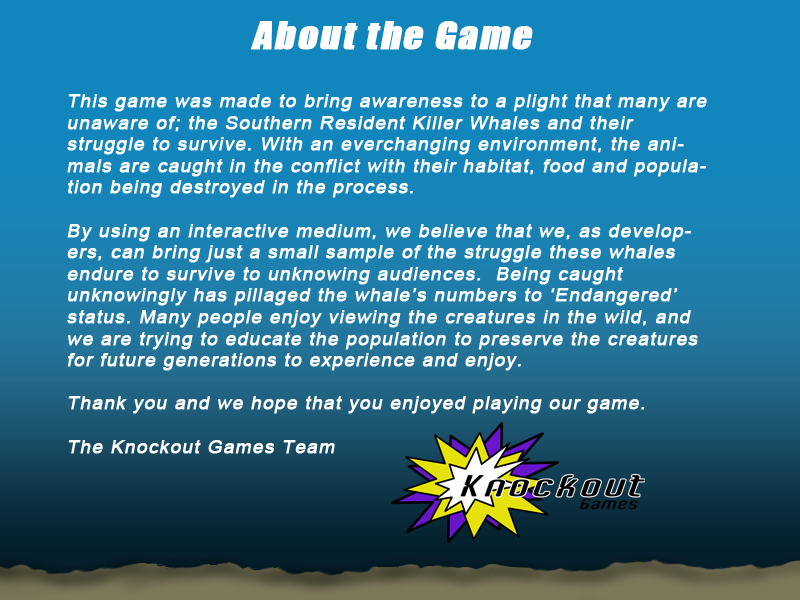 About the Game
This game was made to bring awareness to a plight that many are
unaware of; the Southern Resident Killer Whales and their
struggle to survive. With an everchanging environment, the ani-
mals are caught in the conflict with their habitat, food and popula-
tion being destroyed in the process.
By using an interactive medium, we believe that we, as develop-
ers, can bring just a small sample of the struggle these whales
endure to survive to unknowing audiences.  Being caught
unknowingly has pillaged the whale's numbers to ‘Endangered’
status. Many people enjoy viewing the creatures in the wild, and
we are trying to educate the population to preserve the creatures
for future generations to experience and enjoy.
Thank you and we hope that you enjoyed playing our game.
The Knockout Games Team
Knockout
Games